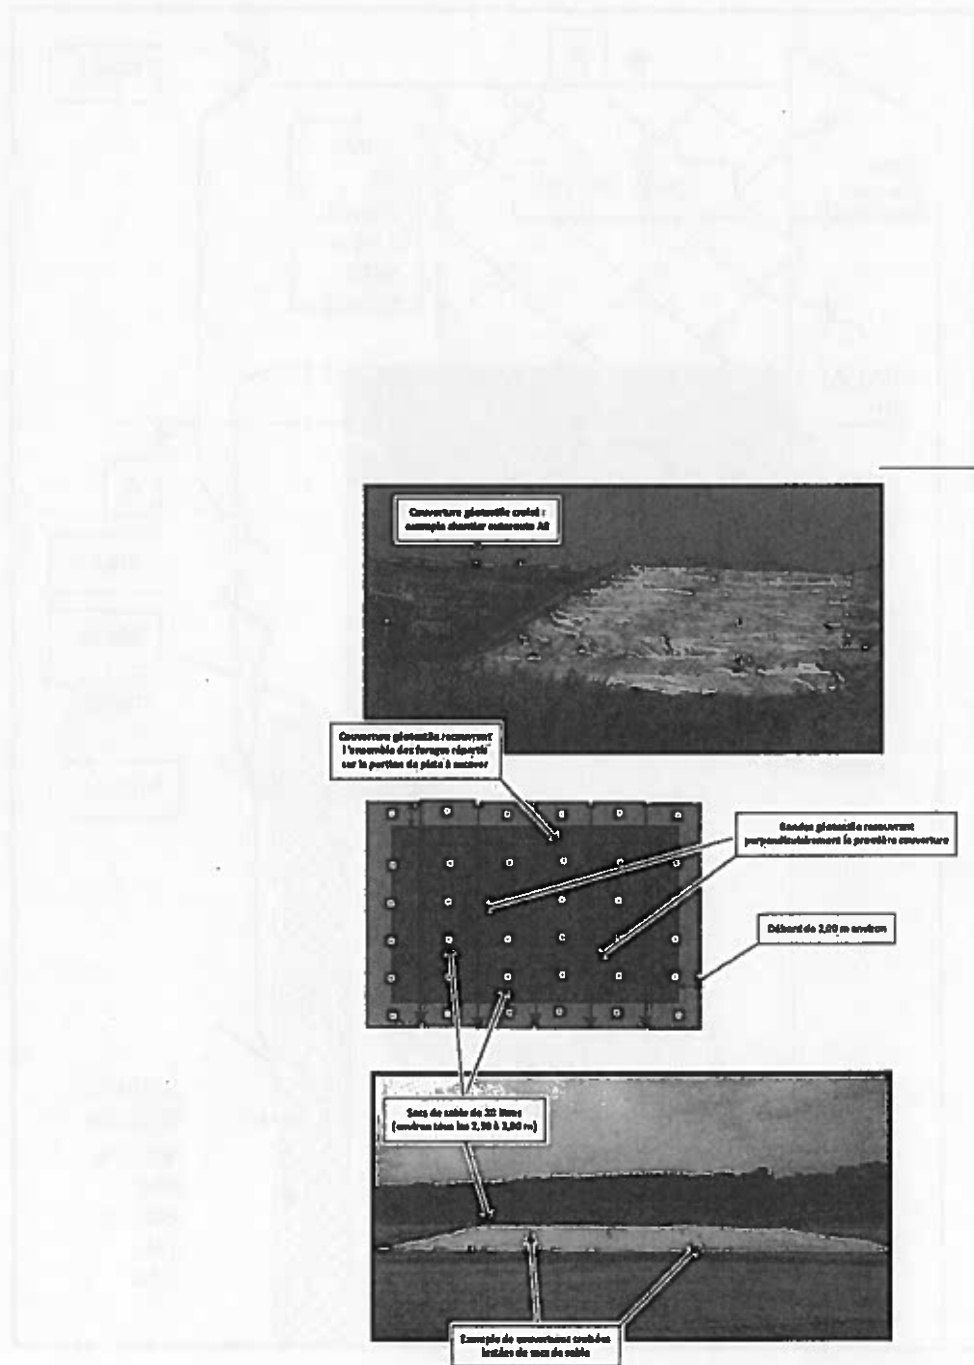 Couverture géotextile croisé :
exemple chantier autoroute A8
Couverture géotextile recouvrant
l'ensemble des forages répartis
sur la portion de piste à excaver
Bandes géotextile recouvrant
perpendiculairement la première couverture
Débord de 2,00 m environ
Sacs de sable de 20 litres
(environ tous les 2,50 à 3,00 m)
Exemple de couvertures croisées
lestées de sacs de sable